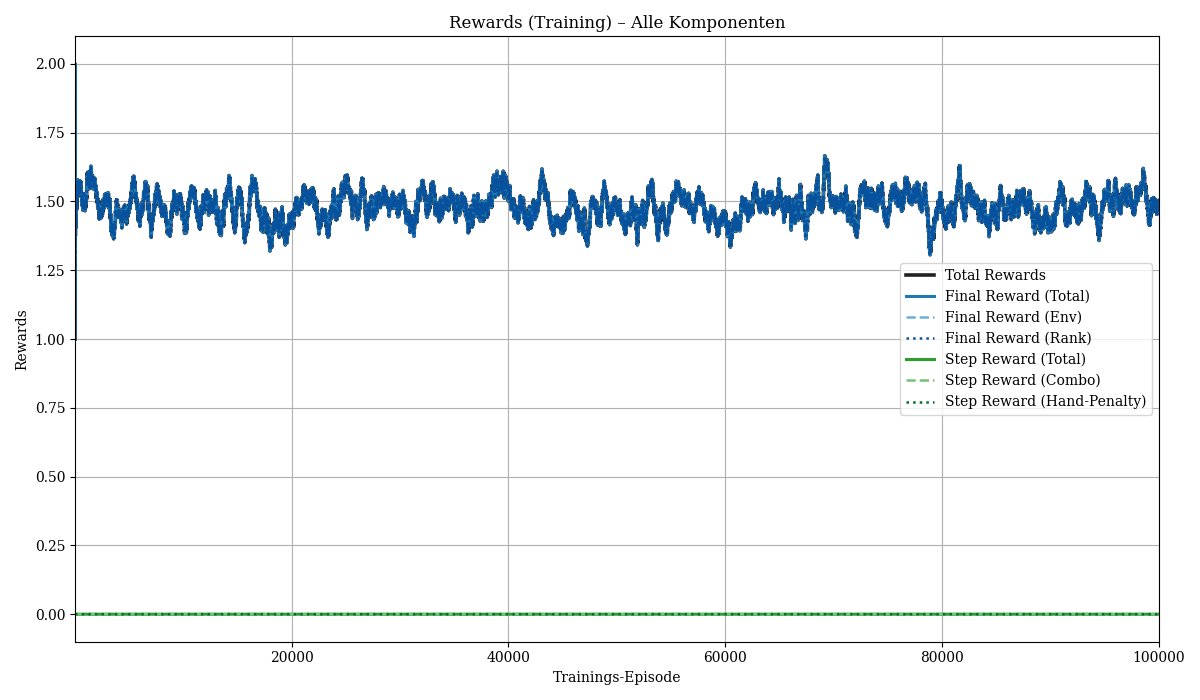 Rewards (Training) – Alle Komponenten
2.00
1.75
1.50
1.25
1.00
0.75
0.50
0.25
0.00
Rewards
Total Rewards
Final Reward (Total)
Final Reward (Env)
Final Reward (Rank)
Step Reward (Total)
Step Reward (Combo)
Step Reward (Hand-Penalty)
20000
40000
60000
80000
100000
Trainings-Episode